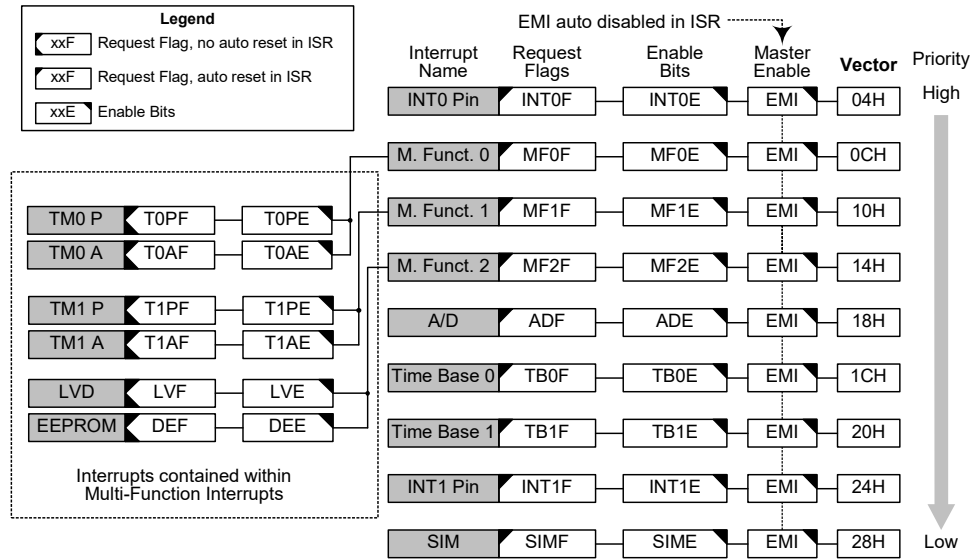 Legend
xxF Request Flag, no auto reset in ISR
xxF Request Flag, auto reset in ISR
xxE Enable Bits
EMI auto disabled in ISR
Interrupt Name
Request Flags
Enable Bits
Master Enable
Vector
Priority
High
INT0 Pin INT0F INT0E EMI 04H
M. Funct. 0 MF0F MF0E EMI 0CH
M. Funct. 1 MF1F MF1E EMI 10H
M. Funct. 2 MF2F MF2E EMI 14H
A/D ADF ADE EMI 18H
Time Base 0 TB0F TB0E EMI 1CH
Time Base 1 TB1F TB1E EMI 20H
INT1 Pin INT1F INT1E EMI 24H
SIM SIMF SIME EMI 28H
Low
TM0 P T0PF T0PE
TM0 A T0AF T0AE
TM1 P T1PF T1PE
TM1 A T1AF T1AE
LVD LVF LVE
EEPROM DEF DEE
Interrupts contained within
Multi-Function Interrupts